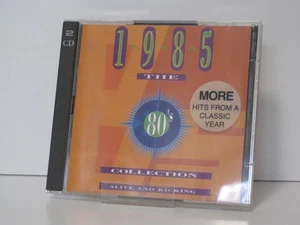 2 CD
1985
THE
80's
COLLECTION
ALIVE AND KICKING
MORE
HITS FROM A
CLASSIC
YEAR